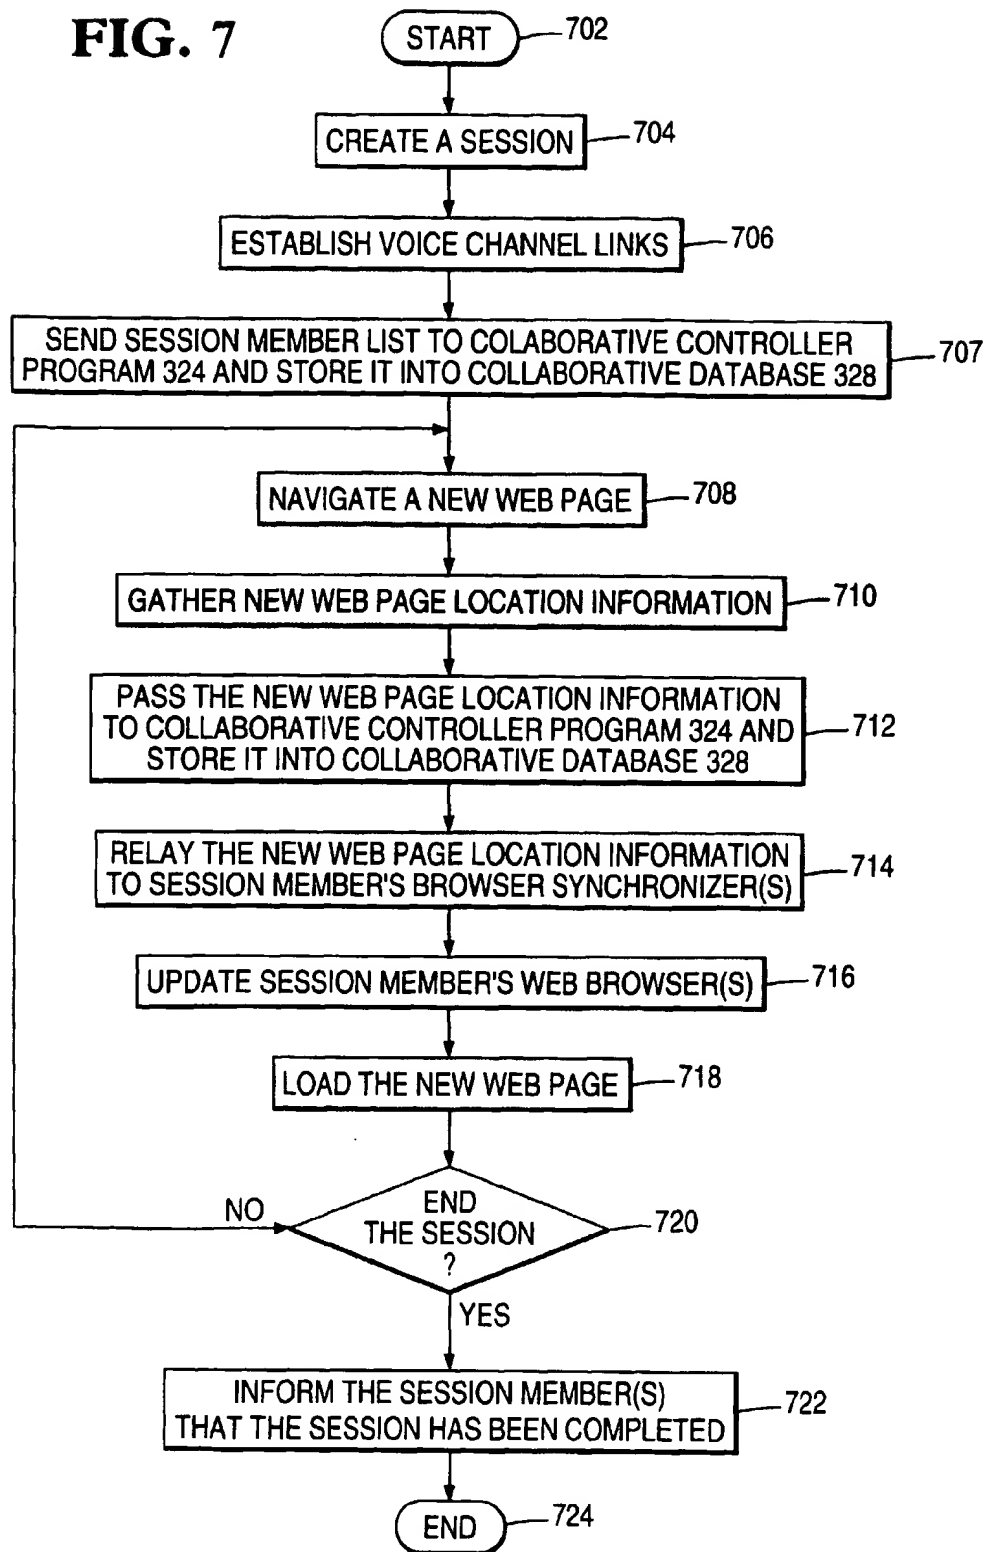 FIG. 7
START
702
CREATE A SESSION
704
ESTABLISH VOICE CHANNEL LINKS
706
SEND SESSION MEMBER LIST TO COLABORATIVE CONTROLLER
PROGRAM 324 AND STORE IT INTO COLLABORATIVE DATABASE 328
707
NAVIGATE A NEW WEB PAGE
708
GATHER NEW WEB PAGE LOCATION INFORMATION
710
PASS THE NEW WEB PAGE LOCATION INFORMATION
TO COLLABORATIVE CONTROLLER PROGRAM 324 AND
STORE IT INTO COLLABORATIVE DATABASE 328
712
RELAY THE NEW WEB PAGE LOCATION INFORMATION
TO SESSION MEMBER'S BROWSER SYNCHRONIZER(S)
714
UPDATE SESSION MEMBER'S WEB BROWSER(S)
716
LOAD THE NEW WEB PAGE
718
END
THE SESSION
?
720
NO
YES
INFORM THE SESSION MEMBER(S)
THAT THE SESSION HAS BEEN COMPLETED
722
END
724